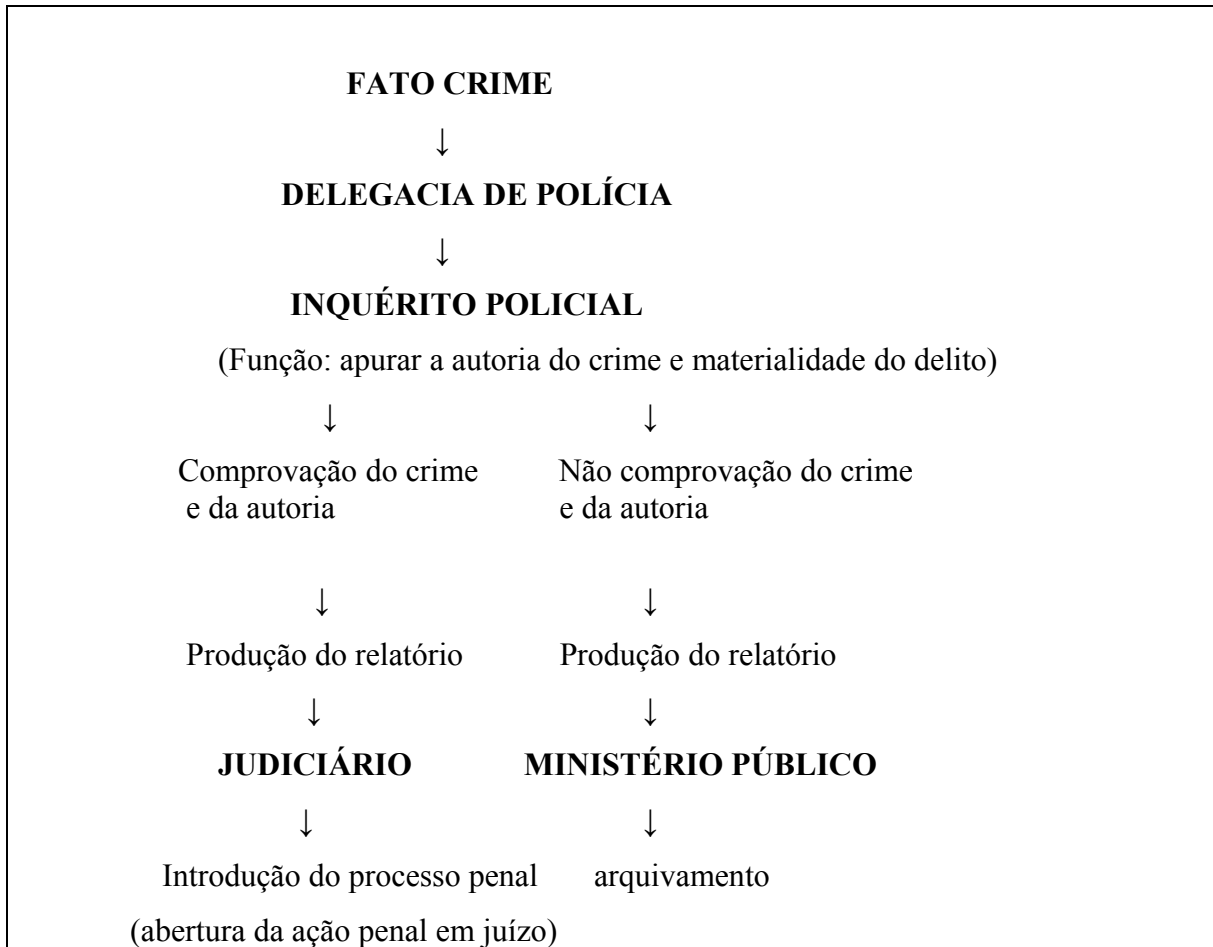 FATO CRIME
↓
DELEGACIA DE POLÍCIA
↓
INQUÉRITO POLICIAL
(Função: apurar a autoria do crime e materialidade do delito)
↓ ↓
Comprovação do crime Não comprovação do crime
e da autoria e da autoria
↓ ↓
Produção do relatório Produção do relatório
↓ ↓
JUDICIÁRIO MINISTÉRIO PÚBLICO
↓ ↓
Introdução do processo penal arquivamento
(abertura da ação penal em juízo)